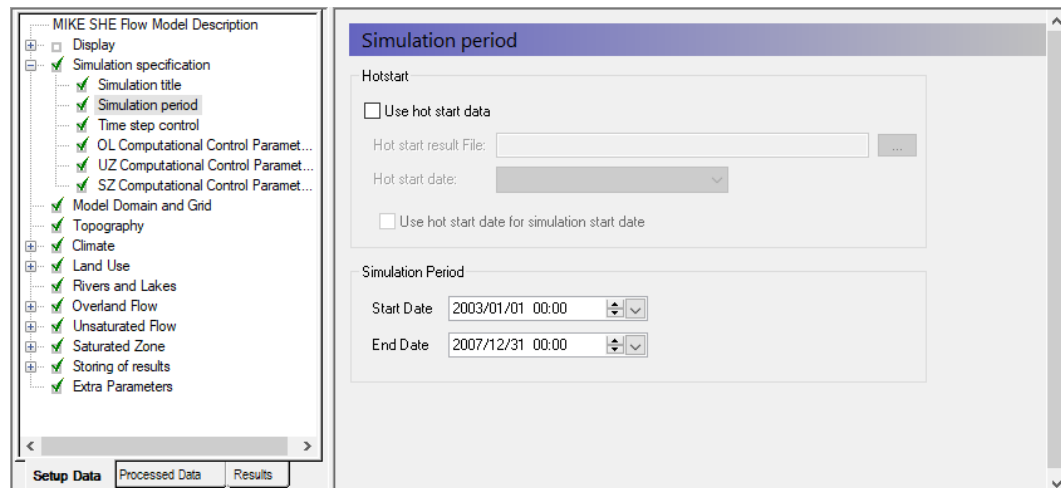 MIKE SHE Flow Model Description
Display
Simulation specification
Simulation title
Simulation period
Time step control
OL Computational Control Paramet...
UZ Computational Control Paramet...
SZ Computational Control Paramet...
Model Domain and Grid
Topography
Climate
Land Use
Rivers and Lakes
Overland Flow
Unsaturated Flow
Saturated Zone
Storing of results
Extra Parameters
Setup Data
Processed Data
Results
Simulation period
Hotstart
Use hot start data
Hot start result File:
...
Hot start date:
Use hot start date for simulation start date
Simulation Period
Start Date 2003/01/01 00:00
End Date 2007/12/31 00:00